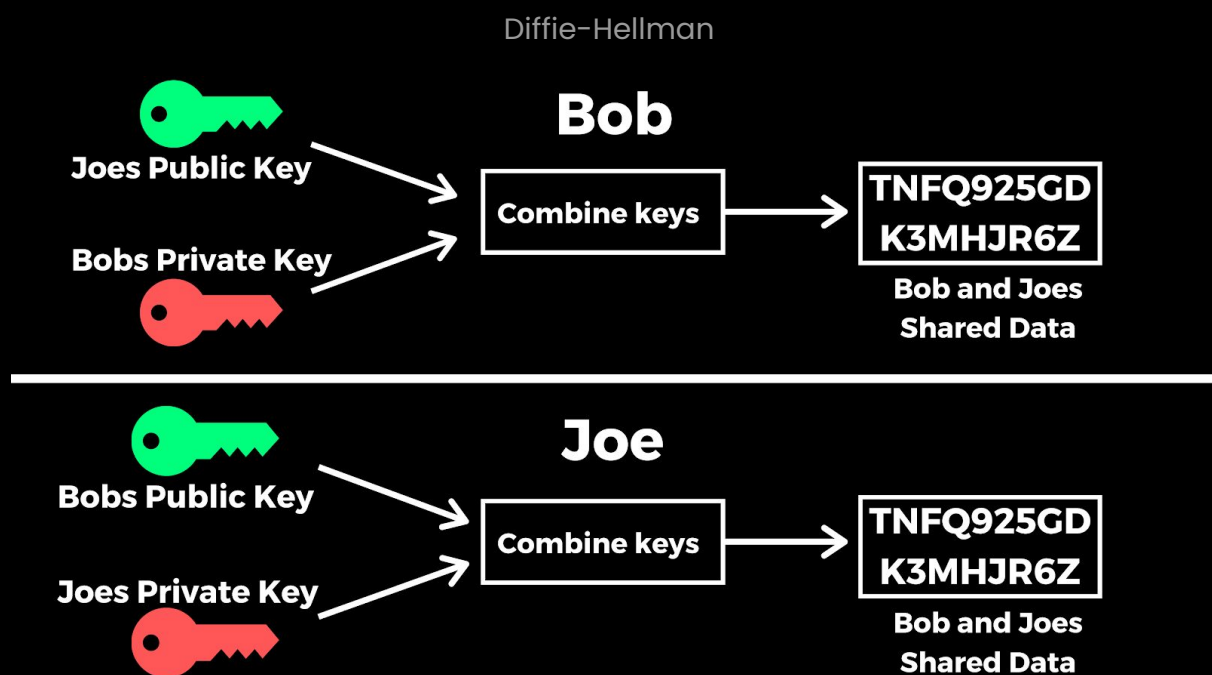 Diffie-Hellman
Bob
Joes Public Key
Bobs Private Key
Combine keys
TNFQ925GD
K3MHJR6Z
Bob and Joes
Shared Data
Joe
Bobs Public Key
Joes Private Key
Combine keys
TNFQ925GD
K3MHJR6Z
Bob and Joes
Shared Data